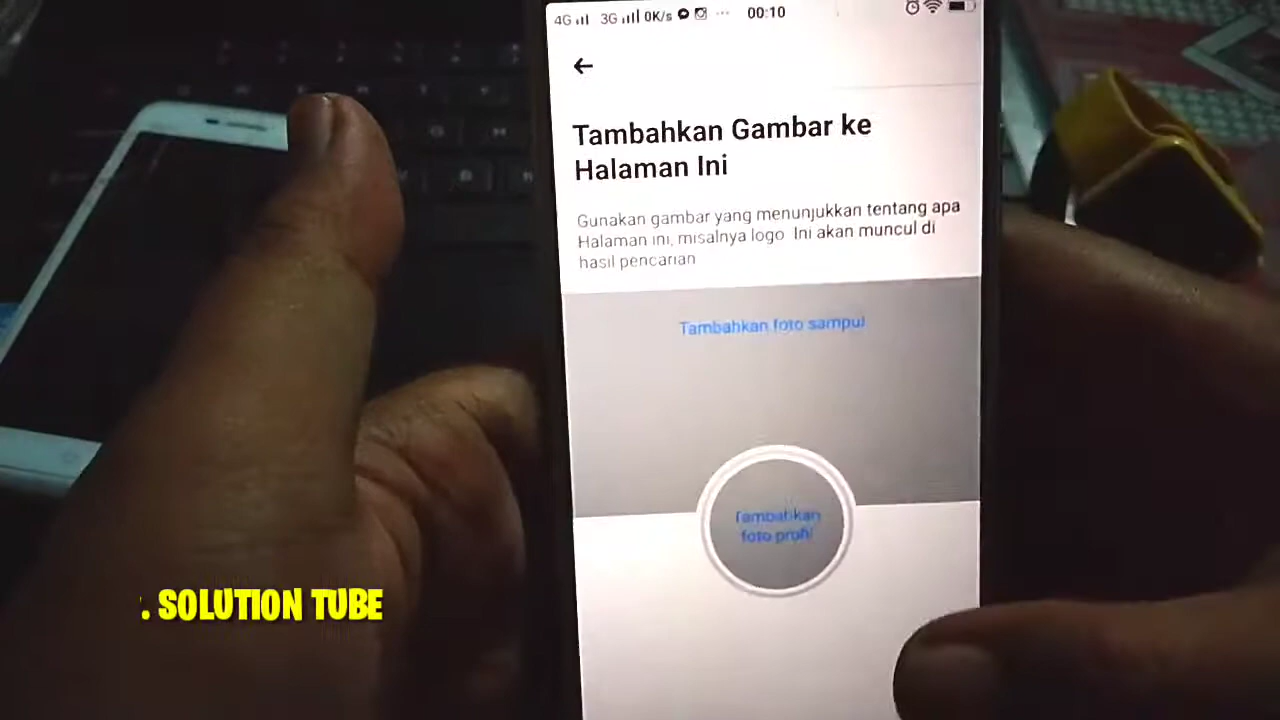 4G 3G 0K/s ··· 00:10
Tambahkan Gambar ke
Halaman Ini
Gunakan gambar yang menunjukkan tentang apa
Halaman ini, misalnya logo Ini akan muncul di
hasil pencarian
Tambahkan foto sampul
Tambahkan
foto profil
. SOLUTION TUBE